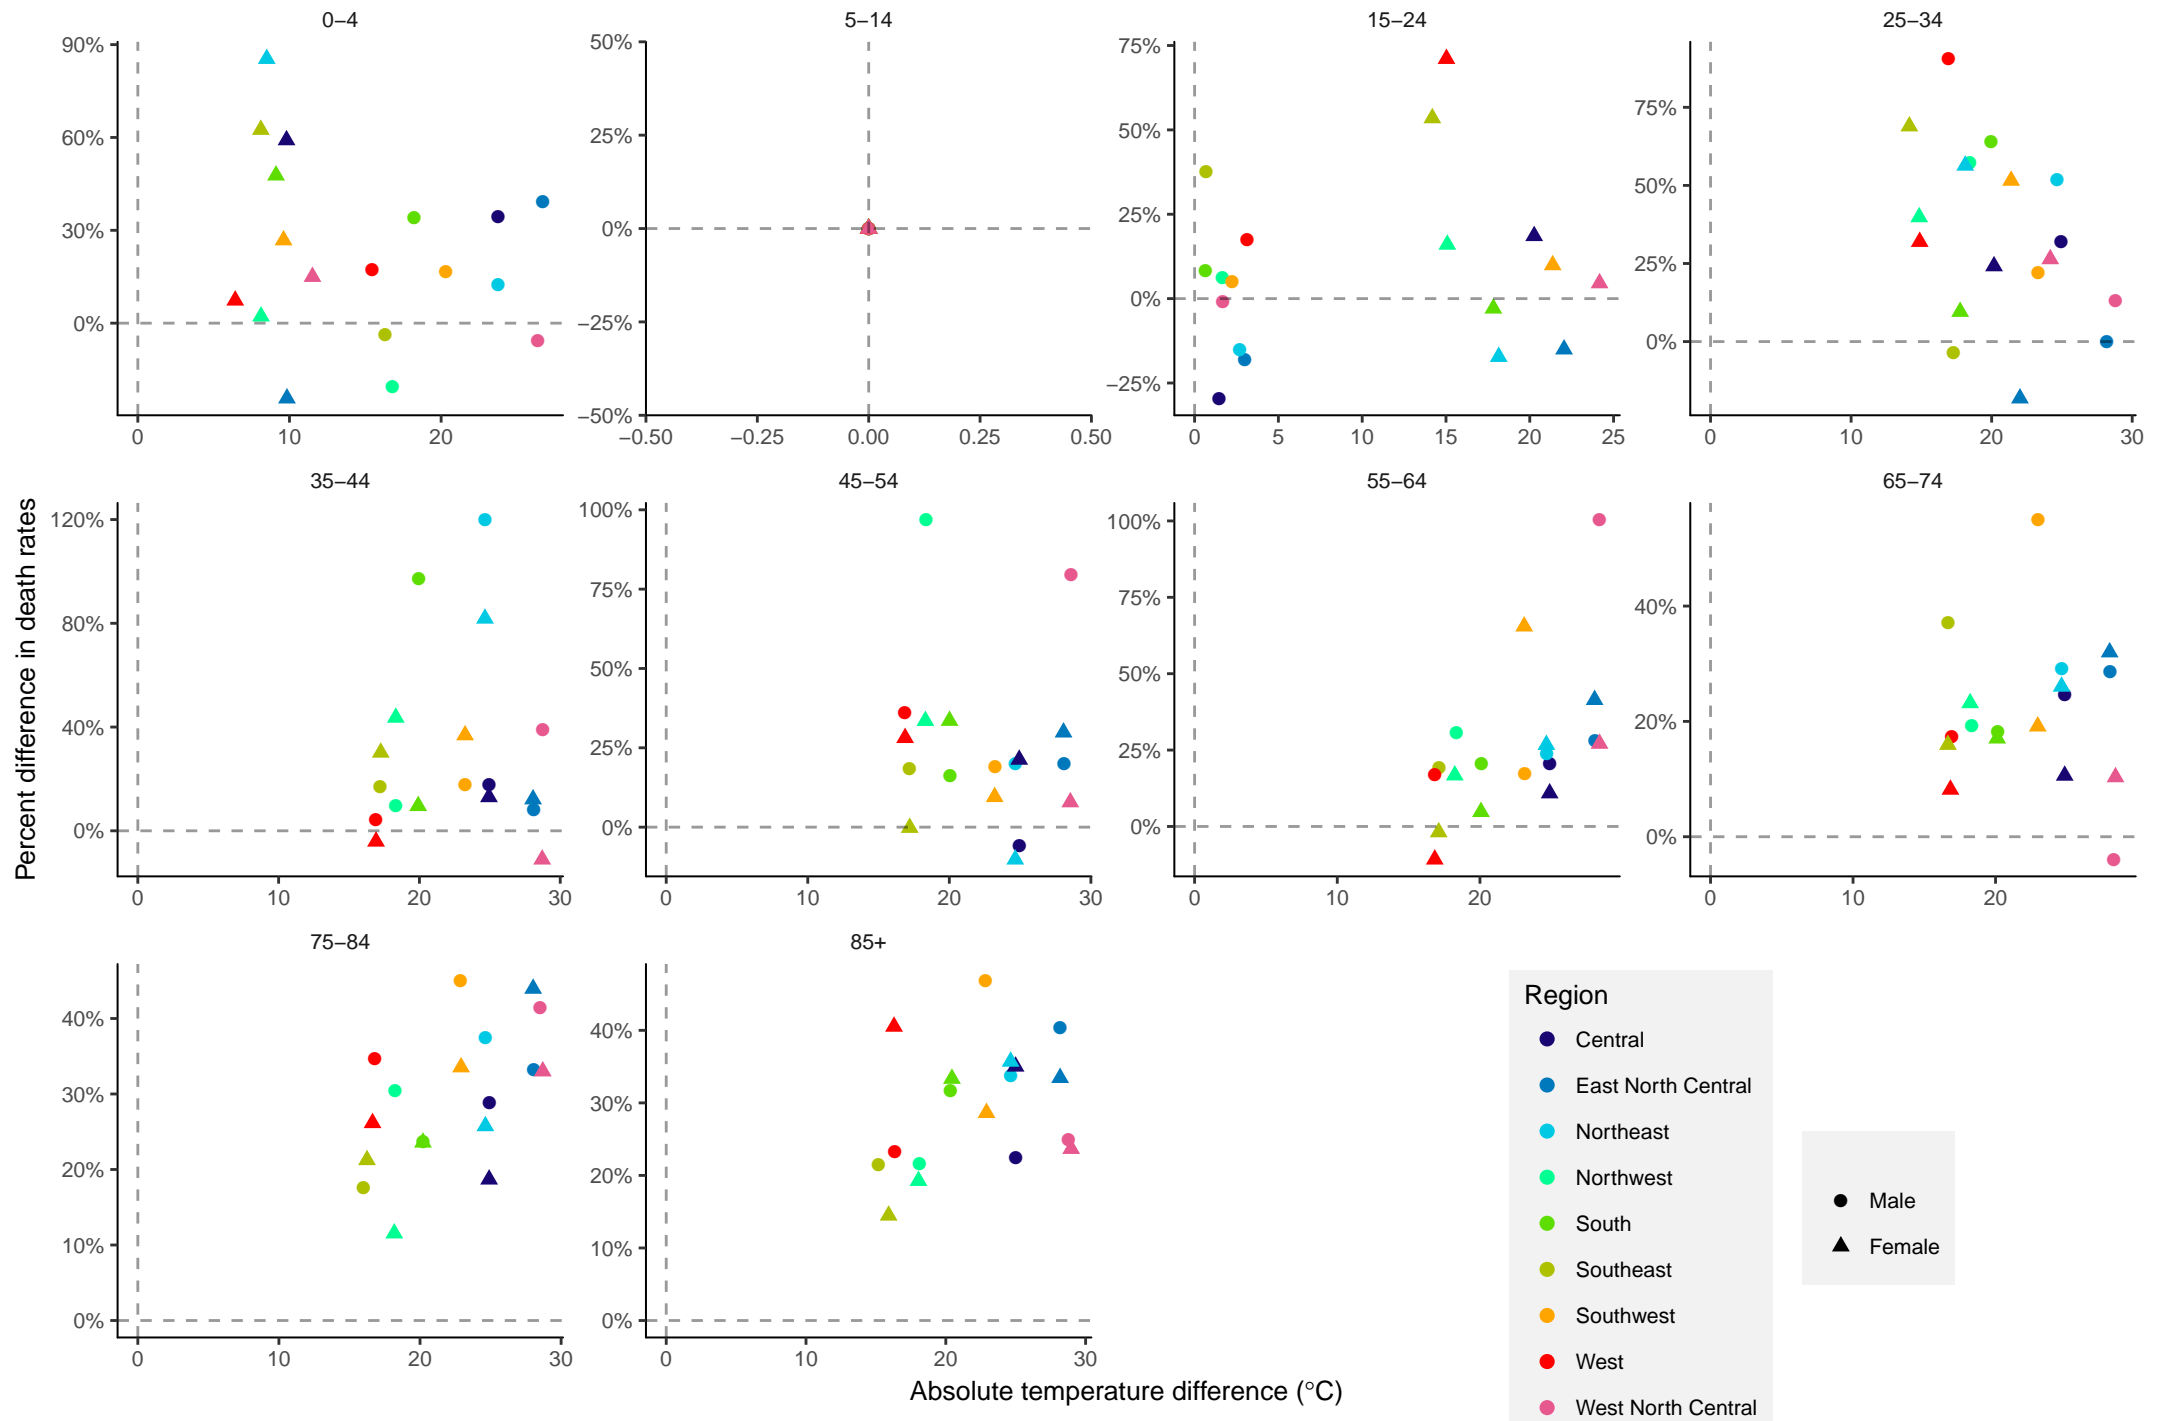 0−4 5−14 15−24 25−34
90% 60% 30% 0%
0 10 20
50% 25% 0% −25% −50%
−0.50 −0.25 0.00 0.25 0.50
75% 50% 25% 0% −25%
0 5 10 15 20 25
75% 50% 25% 0%
0 10 20 30
Percent difference in death rates
35−44 45−54 55−64 65−74
120% 80% 40% 0%
0 10 20 30
100% 75% 50% 25% 0%
0 10 20 30
100% 75% 50% 25% 0%
0 10 20
40% 20% 0%
0 10 20
75−84 85+
40% 30% 20% 10% 0%
0 10 20 30
40% 30% 20% 10% 0%
0 10 20 30
Absolute temperature difference (°C)
Region
Central
East North Central
Northeast
Northwest
South
Southeast
Southwest
West
West North Central
Male
Female